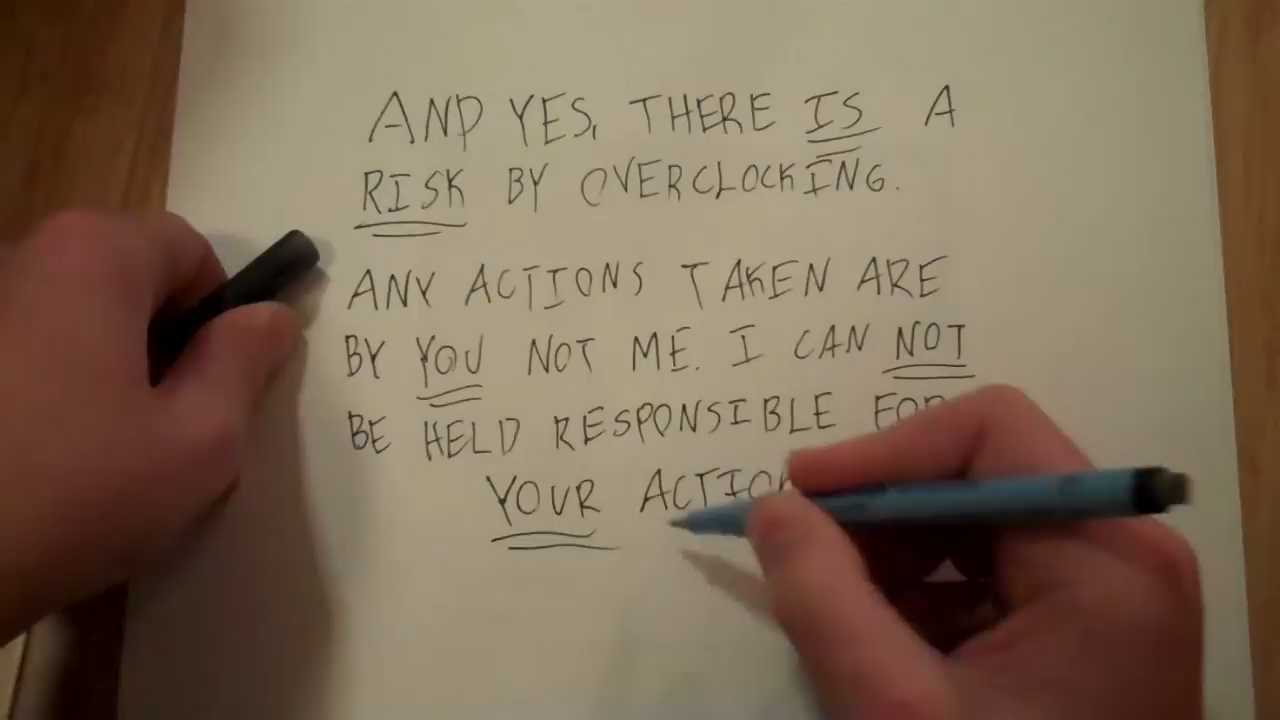 AND YES, THERE IS A
RISK BY OVERCLOCKING.
ANY ACTIONS TAKEN ARE
BY YOU NOT ME. I CAN NOT
BE HELD RESPONSIBLE FOR
YOUR